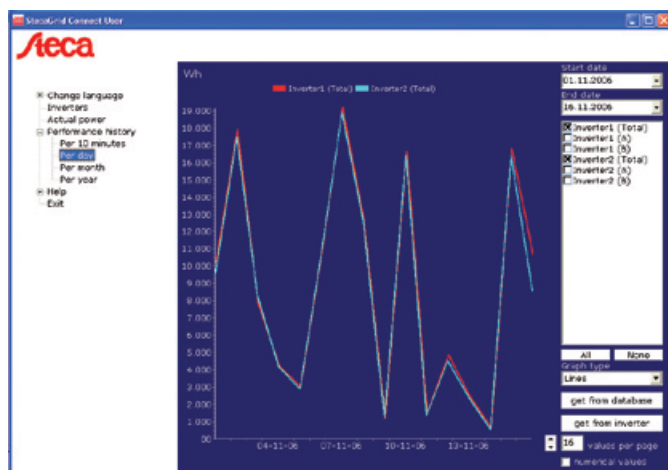 StecaGrid Connect User
Steca
Change language
Inverters
Actual power
Performance history
Per 10 minutes
Per day
Per month
Per year
Help
Exit
Wh
Inverter1 (Total) Inverter2 (Total)
19.000
18.000
17.000
16.000
15.000
14.000
13.000
12.000
11.000
10.000
9.000
8.000
7.000
6.000
5.000
4.000
3.000
2.000
1.000
00
04-11-06 07-11-06 10-11-06 13-11-06
Start date
01.11.2006
End date
16.11.2006
Inverter1 (Total)
Inverter1 (A)
Inverter1 (B)
Inverter2 (Total)
Inverter2 (A)
Inverter2 (B)
All None
Graph type
Lines
get from database
get from inverter
16 values per page
numerical values